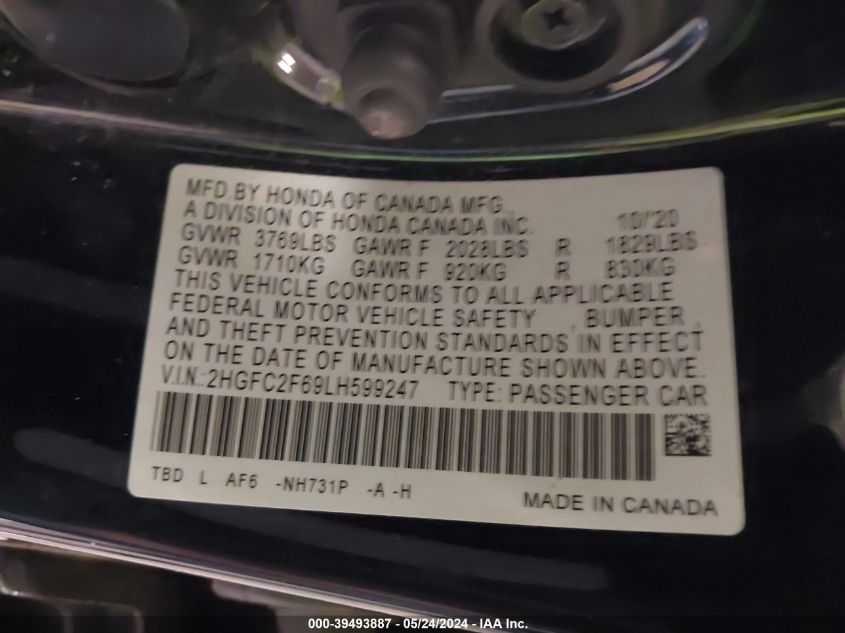 MFD.BY HONDA OF CANADA MFG.,
A DIVISION OF HONDA CANADA INC. 10/'20
GVWR 3769LBS GAWR F 2028LBS R 1829LBS
GVWR 1710KG GAWR F 920KG R 830KG
THIS VEHICLE CONFORMS TO ALL APPLICABLE
FEDERAL MOTOR VEHICLE SAFETY , BUMPER ,
AND THEFT PREVENTION STANDARDS IN EFFECT
ON THE DATE OF MANUFACTURE SHOWN ABOVE.
V.I.N.:2HGFC2F69LH599247 TYPE: PASSENGER CAR
TBD L AF6 -NH731P -A -H
MADE IN CANADA
000-39493887 - 05/24/2024 - IAA Inc.